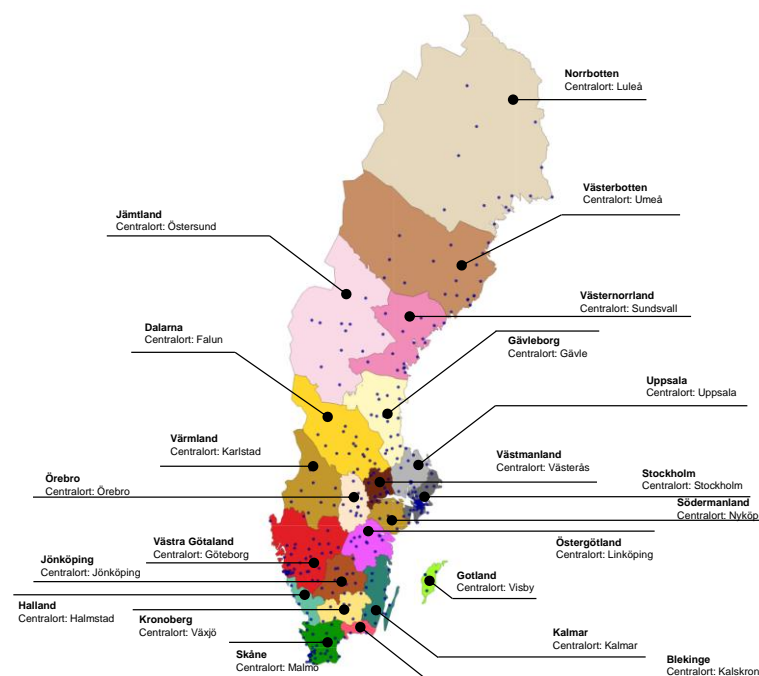 Norrbotten
Centralort: Luleå
Västerbotten
Centralort: Umeå
Jämtland
Centralort: Östersund
Västernorrland
Centralort: Sundsvall
Dalarna
Centralort: Falun
Gävleborg
Centralort: Gävle
Uppsala
Centralort: Uppsala
Värmland
Centralort: Karlstad
Västmanland
Centralort: Västerås
Stockholm
Centralort: Stockholm
Örebro
Centralort: Örebro
Södermanland
Centralort: Nyköp
Västra Götaland
Centralort: Göteborg
Östergötland
Centralort: Linköping
Jönköping
Centralort: Jönköping
Gotland
Centralort: Visby
Halland
Centralort: Halmstad
Kronoberg
Centralort: Växjö
Kalmar
Centralort: Kalmar
Skåne
Centralort: Malmö
Blekinge
Centralort: Kalskron